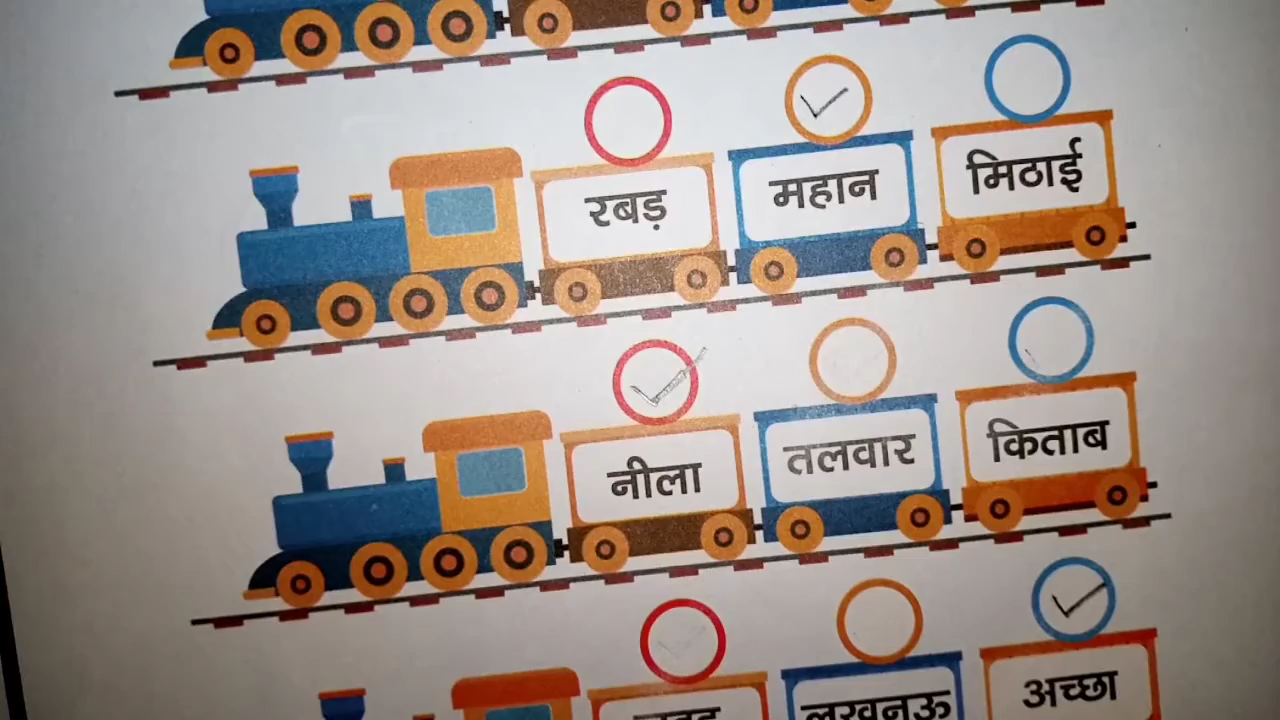 रबड़ महान मिठाई
नीला तलवार किताब
लखनऊ अच्छा